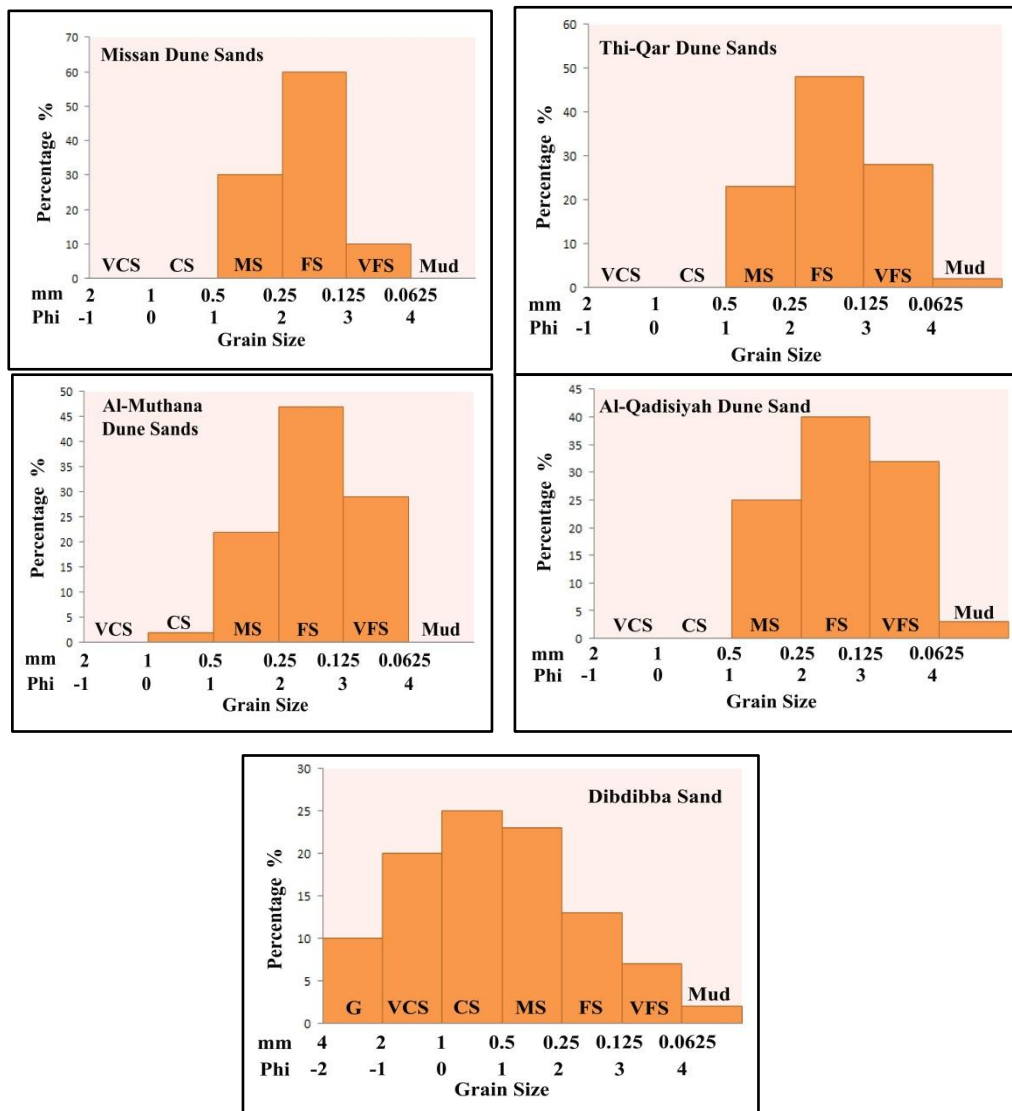 Missan Dune Sands
Percentage %
70
60
50
40
30
20
10
0
VCS CS MS FS VFS Mud
mm 2 1 0.5 0.25 0.125 0.0625
Phi -1 0 1 2 3 4
Grain Size
Thi-Qar Dune Sands
Percentage %
60
50
40
30
20
10
0
VCS CS MS FS VFS Mud
mm 2 1 0.5 0.25 0.125 0.0625
Phi -1 0 1 2 3 4
Grain Size
Al-Muthana
Dune Sands
Percentage %
50
45
40
35
30
25
20
15
10
5
0
VCS CS MS FS VFS Mud
mm 2 1 0.5 0.25 0.125 0.0625
Phi -1 0 1 2 3 4
Grain Size
Al-Qadisiyah Dune Sand
Percentage %
45
40
35
30
25
20
15
10
5
0
VCS CS MS FS VFS Mud
mm 2 1 0.5 0.25 0.125 0.0625
Phi -1 0 1 2 3 4
Grain Size
Dibdibba Sand
Percentage %
30
25
20
15
10
5
0
G VCS CS MS FS VFS Mud
mm 4 2 1 0.5 0.25 0.125 0.0625
Phi -2 -1 0 1 2 3 4
Grain Size